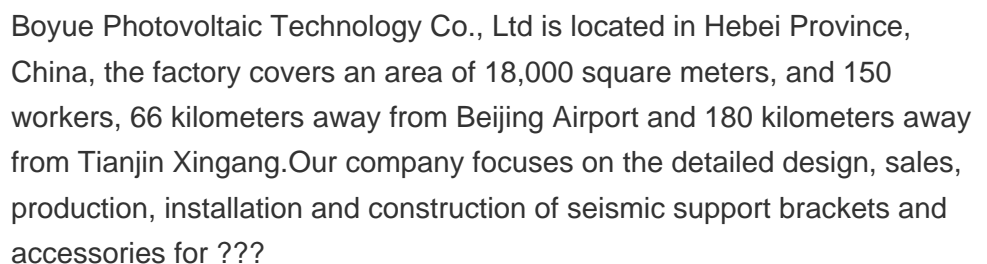 Boyue Photovoltaic Technology Co., Ltd is located in Hebei Province,
China, the factory covers an area of 18,000 square meters, and 150
workers, 66 kilometers away from Beijing Airport and 180 kilometers away
from Tianjin Xingang.Our company focuses on the detailed design, sales,
production, installation and construction of seismic support brackets and
accessories for ???